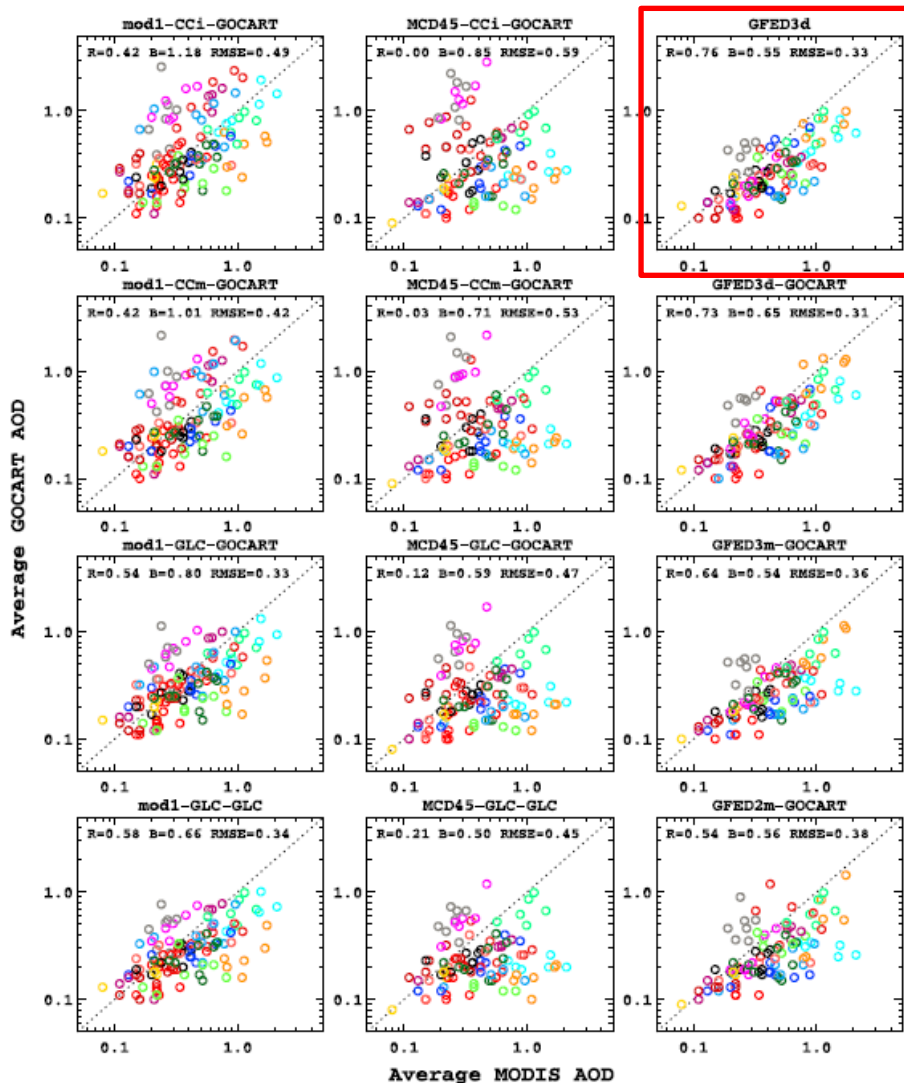 mod1-CCi-GOCART MCD45-CCi-GOCART GFED3d
R=0.42 B=1.18 RMSE=0.49 R=0.00 B=0.85 RMSE=0.59 R=0.76 B=0.55 RMSE=0.33
1.0 1.0 1.0
0.1 0.1 0.1
0.1 1.0 0.1 1.0 0.1 1.0
mod1-CCm-GOCART MCD45-CCm-GOCART GFED3d-GOCART
R=0.42 B=1.01 RMSE=0.42 R=0.03 B=0.71 RMSE=0.53 R=0.73 B=0.65 RMSE=0.31
1.0 1.0 1.0
0.1 0.1 0.1
0.1 1.0 0.1 1.0 0.1 1.0
Average GOCART AOD
mod1-GLC-GOCART MCD45-GLC-GOCART GFED3m-GOCART
R=0.54 B=0.80 RMSE=0.33 R=0.12 B=0.59 RMSE=0.47 R=0.64 B=0.54 RMSE=0.36
1.0 1.0 1.0
0.1 0.1 0.1
0.1 1.0 0.1 1.0 0.1 1.0
mod1-GLC-GLC MCD45-GLC-GLC GFED2m-GOCART
R=0.58 B=0.66 RMSE=0.34 R=0.21 B=0.50 RMSE=0.45 R=0.54 B=0.56 RMSE=0.38
1.0 1.0 1.0
0.1 0.1 0.1
0.1 1.0 0.1 1.0 0.1 1.0
Average MODIS AOD